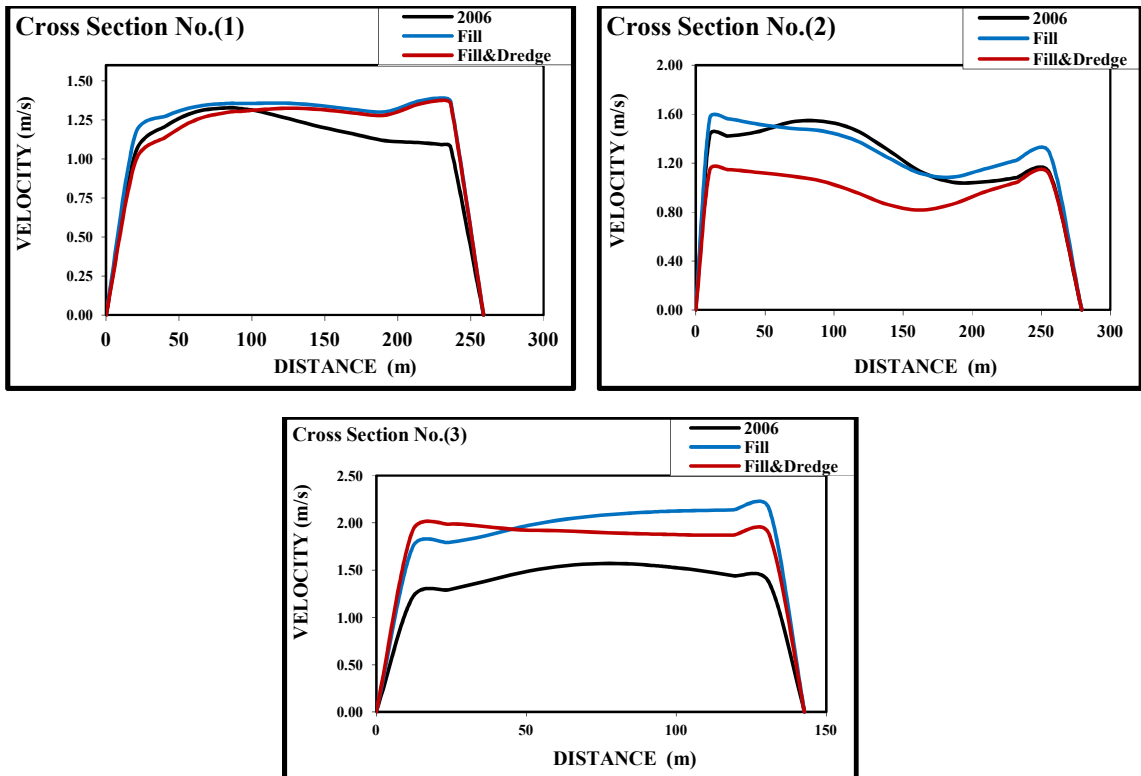 Cross Section No.(1)
2006
Fill
Fill&Dredge
VELOCITY (m/s)
1.50
1.25
1.00
0.75
0.50
0.25
0.00
0 50 100 150 200 250 300
DISTANCE (m)
Cross Section No.(2)
2006
Fill
Fill&Dredge
VELOCITY (m/s)
2.00
1.60
1.20
0.80
0.40
0.00
0 50 100 150 200 250 300
DISTANCE (m)
Cross Section No.(3)
2006
Fill
Fill&Dredge
VELOCITY (m/s)
2.50
2.00
1.50
1.00
0.50
0.00
0 50 100 150
DISTANCE (m)